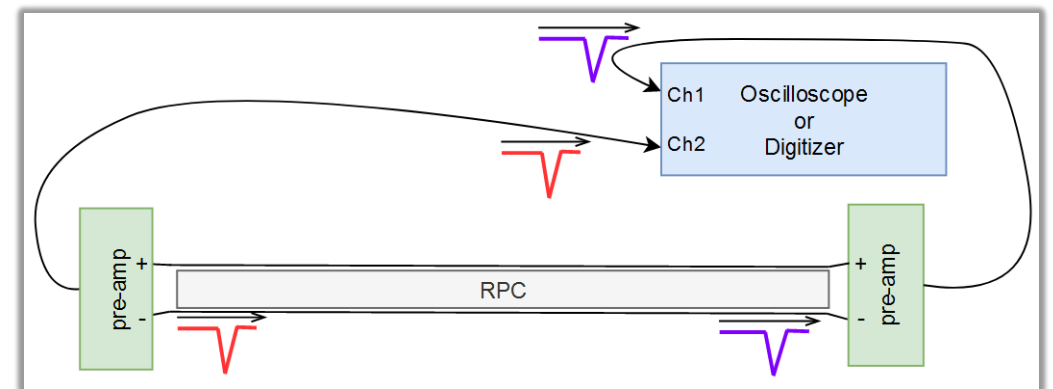 Ch1
Oscilloscope
or
Digitizer
Ch2
pre-amp
+
-
RPC
+
-
pre-amp